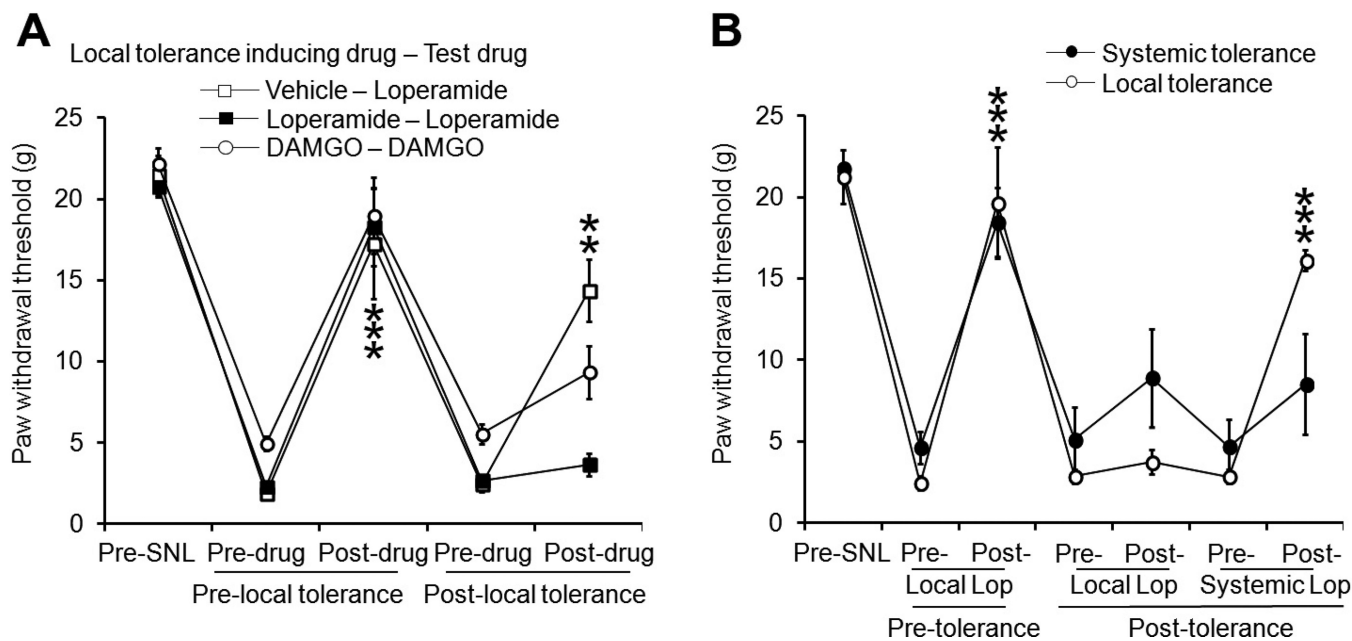 A
Local tolerance inducing drug – Test drug
Vehicle – Loperamide
Loperamide – Loperamide
DAMGO – DAMGO
Paw withdrawal threshold (g)
25
20
15
10
5
0
***
**
Pre-SNL Pre-drug Post-drug Pre-drug Post-drug
Pre-local tolerance Post-local tolerance
B
Systemic tolerance
Local tolerance
Paw withdrawal threshold (g)
25
20
15
10
5
0
***
***
Pre-SNL Pre- Post- Pre- Post- Pre- Post-
Local Lop Local Lop Systemic Lop
Pre-tolerance Post-tolerance